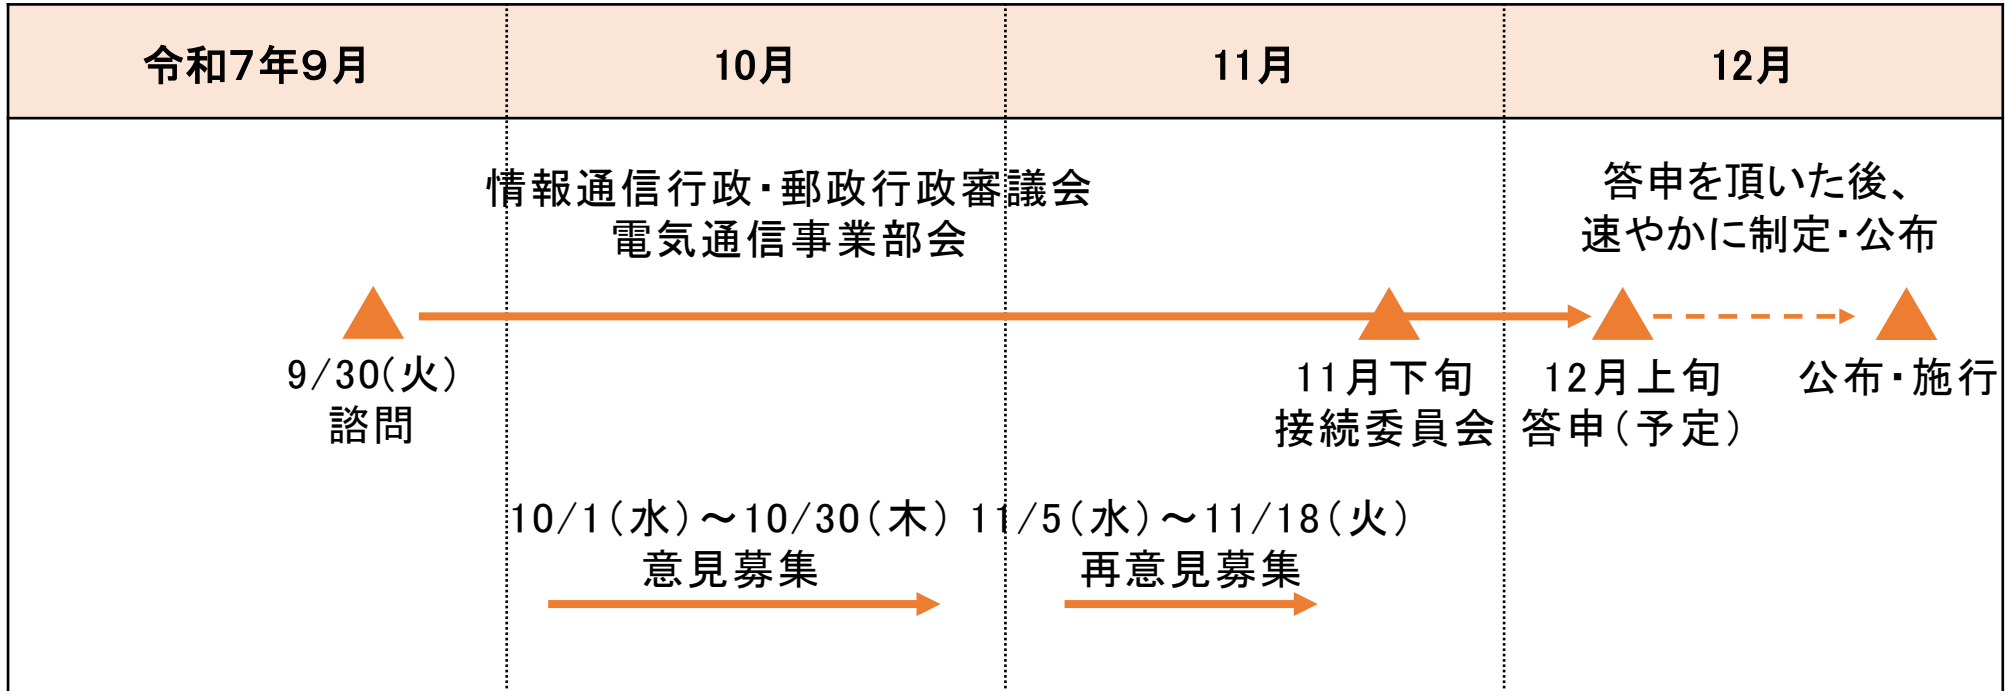 令和7年9月
10月
11月
12月
情報通信行政・郵政行政審議会
電気通信事業部会
答申を頂いた後、
速やかに制定・公布
9/30(火)
諮問
11月下旬
接続委員会
12月上旬
答申(予定)
公布・施行
10/1(水)～10/30(木)
意見募集
11/5(水)～11/18(火)
再意見募集